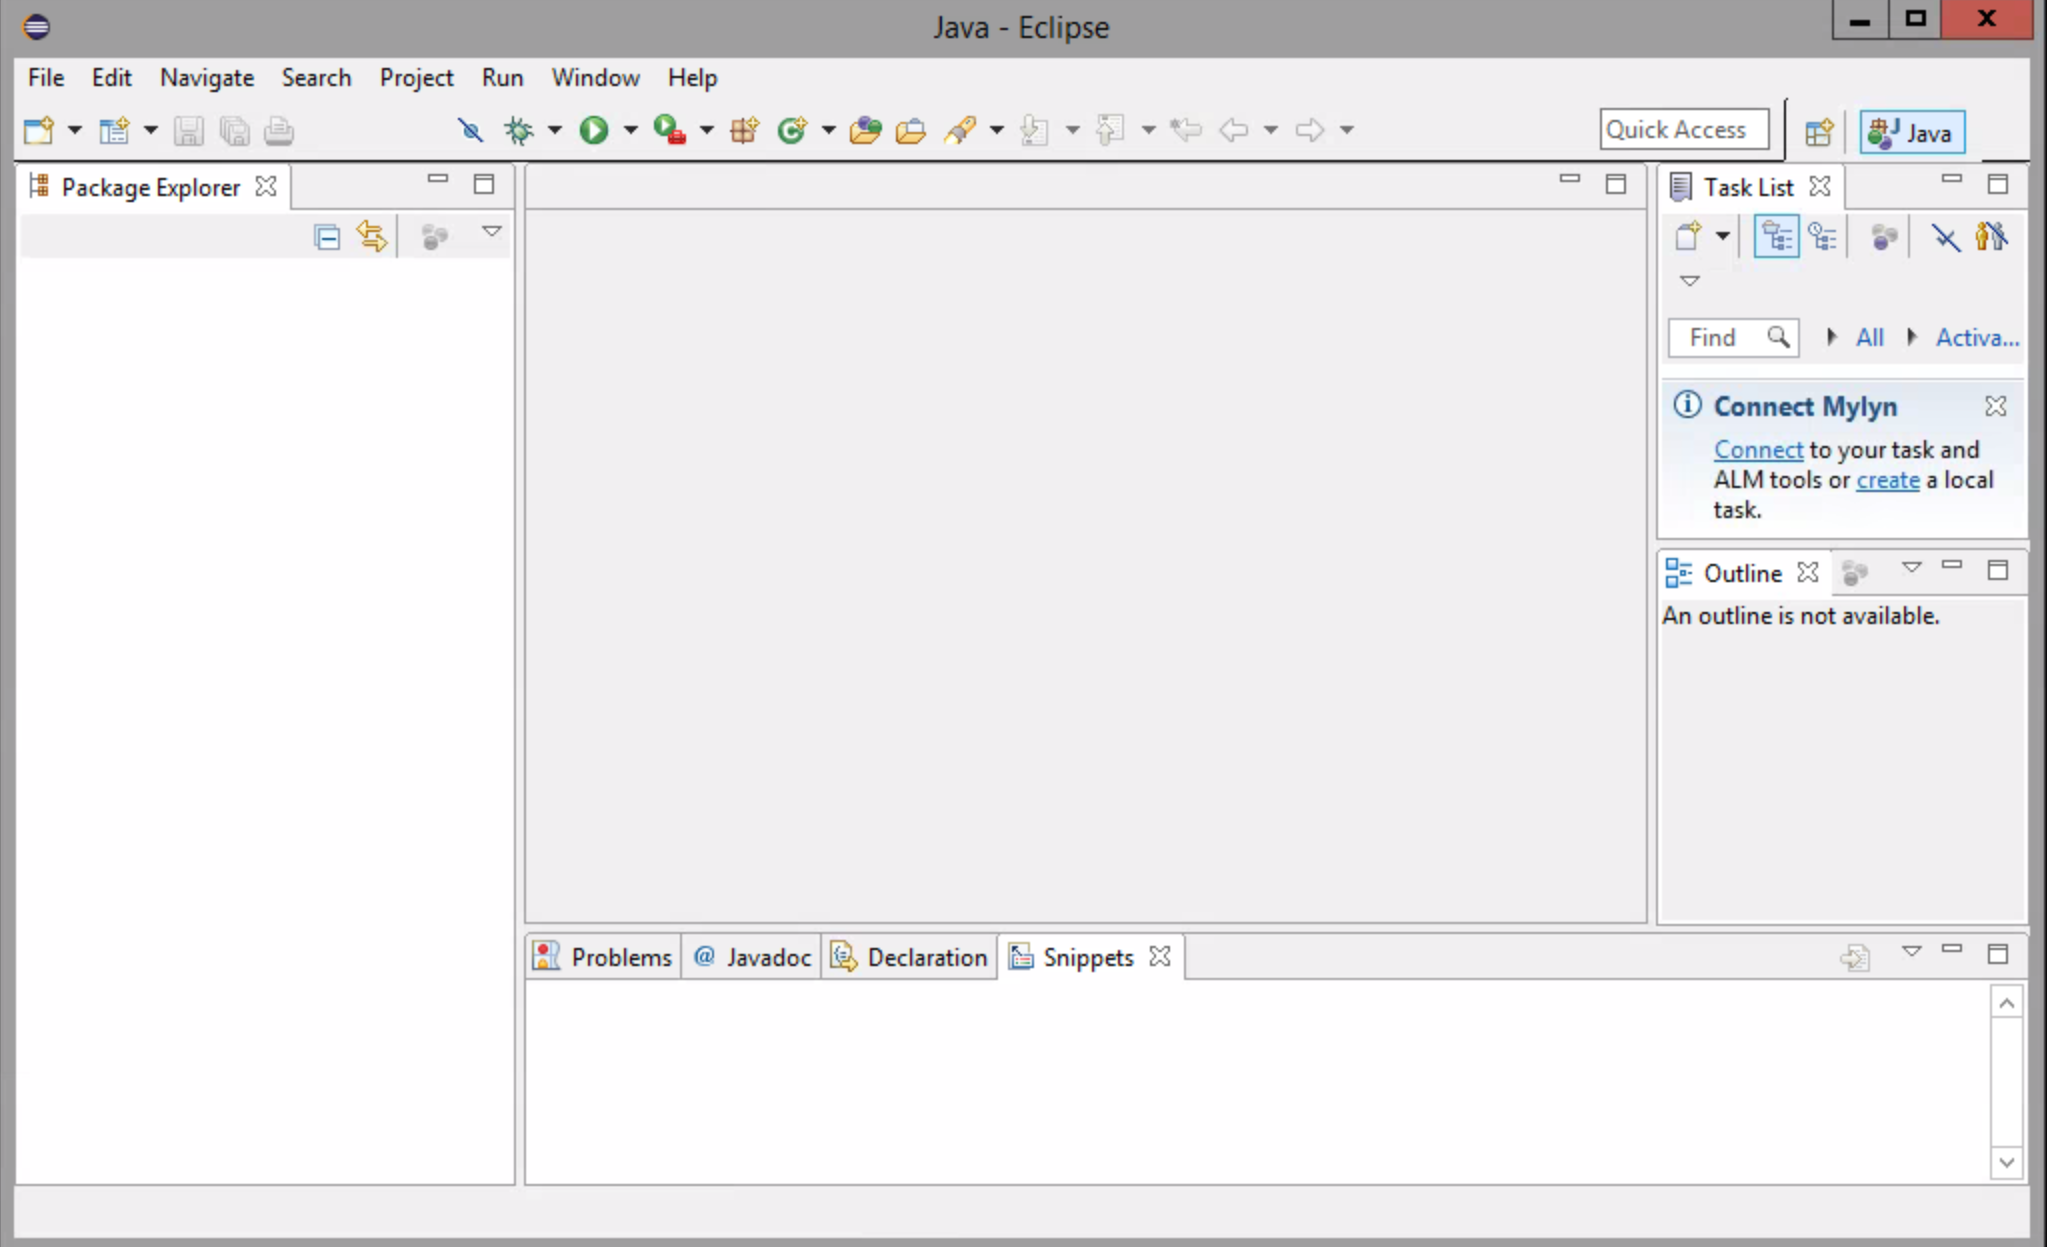 Java - Eclipse
File Edit Navigate Search Project Run Window Help
Quick Access
Java
Package Explorer
Task List
Find
All
Activa...
Connect Mylyn
Connect to your task and
ALM tools or create a local
task.
Outline
An outline is not available.
Problems
@ Javadoc
Declaration
Snippets